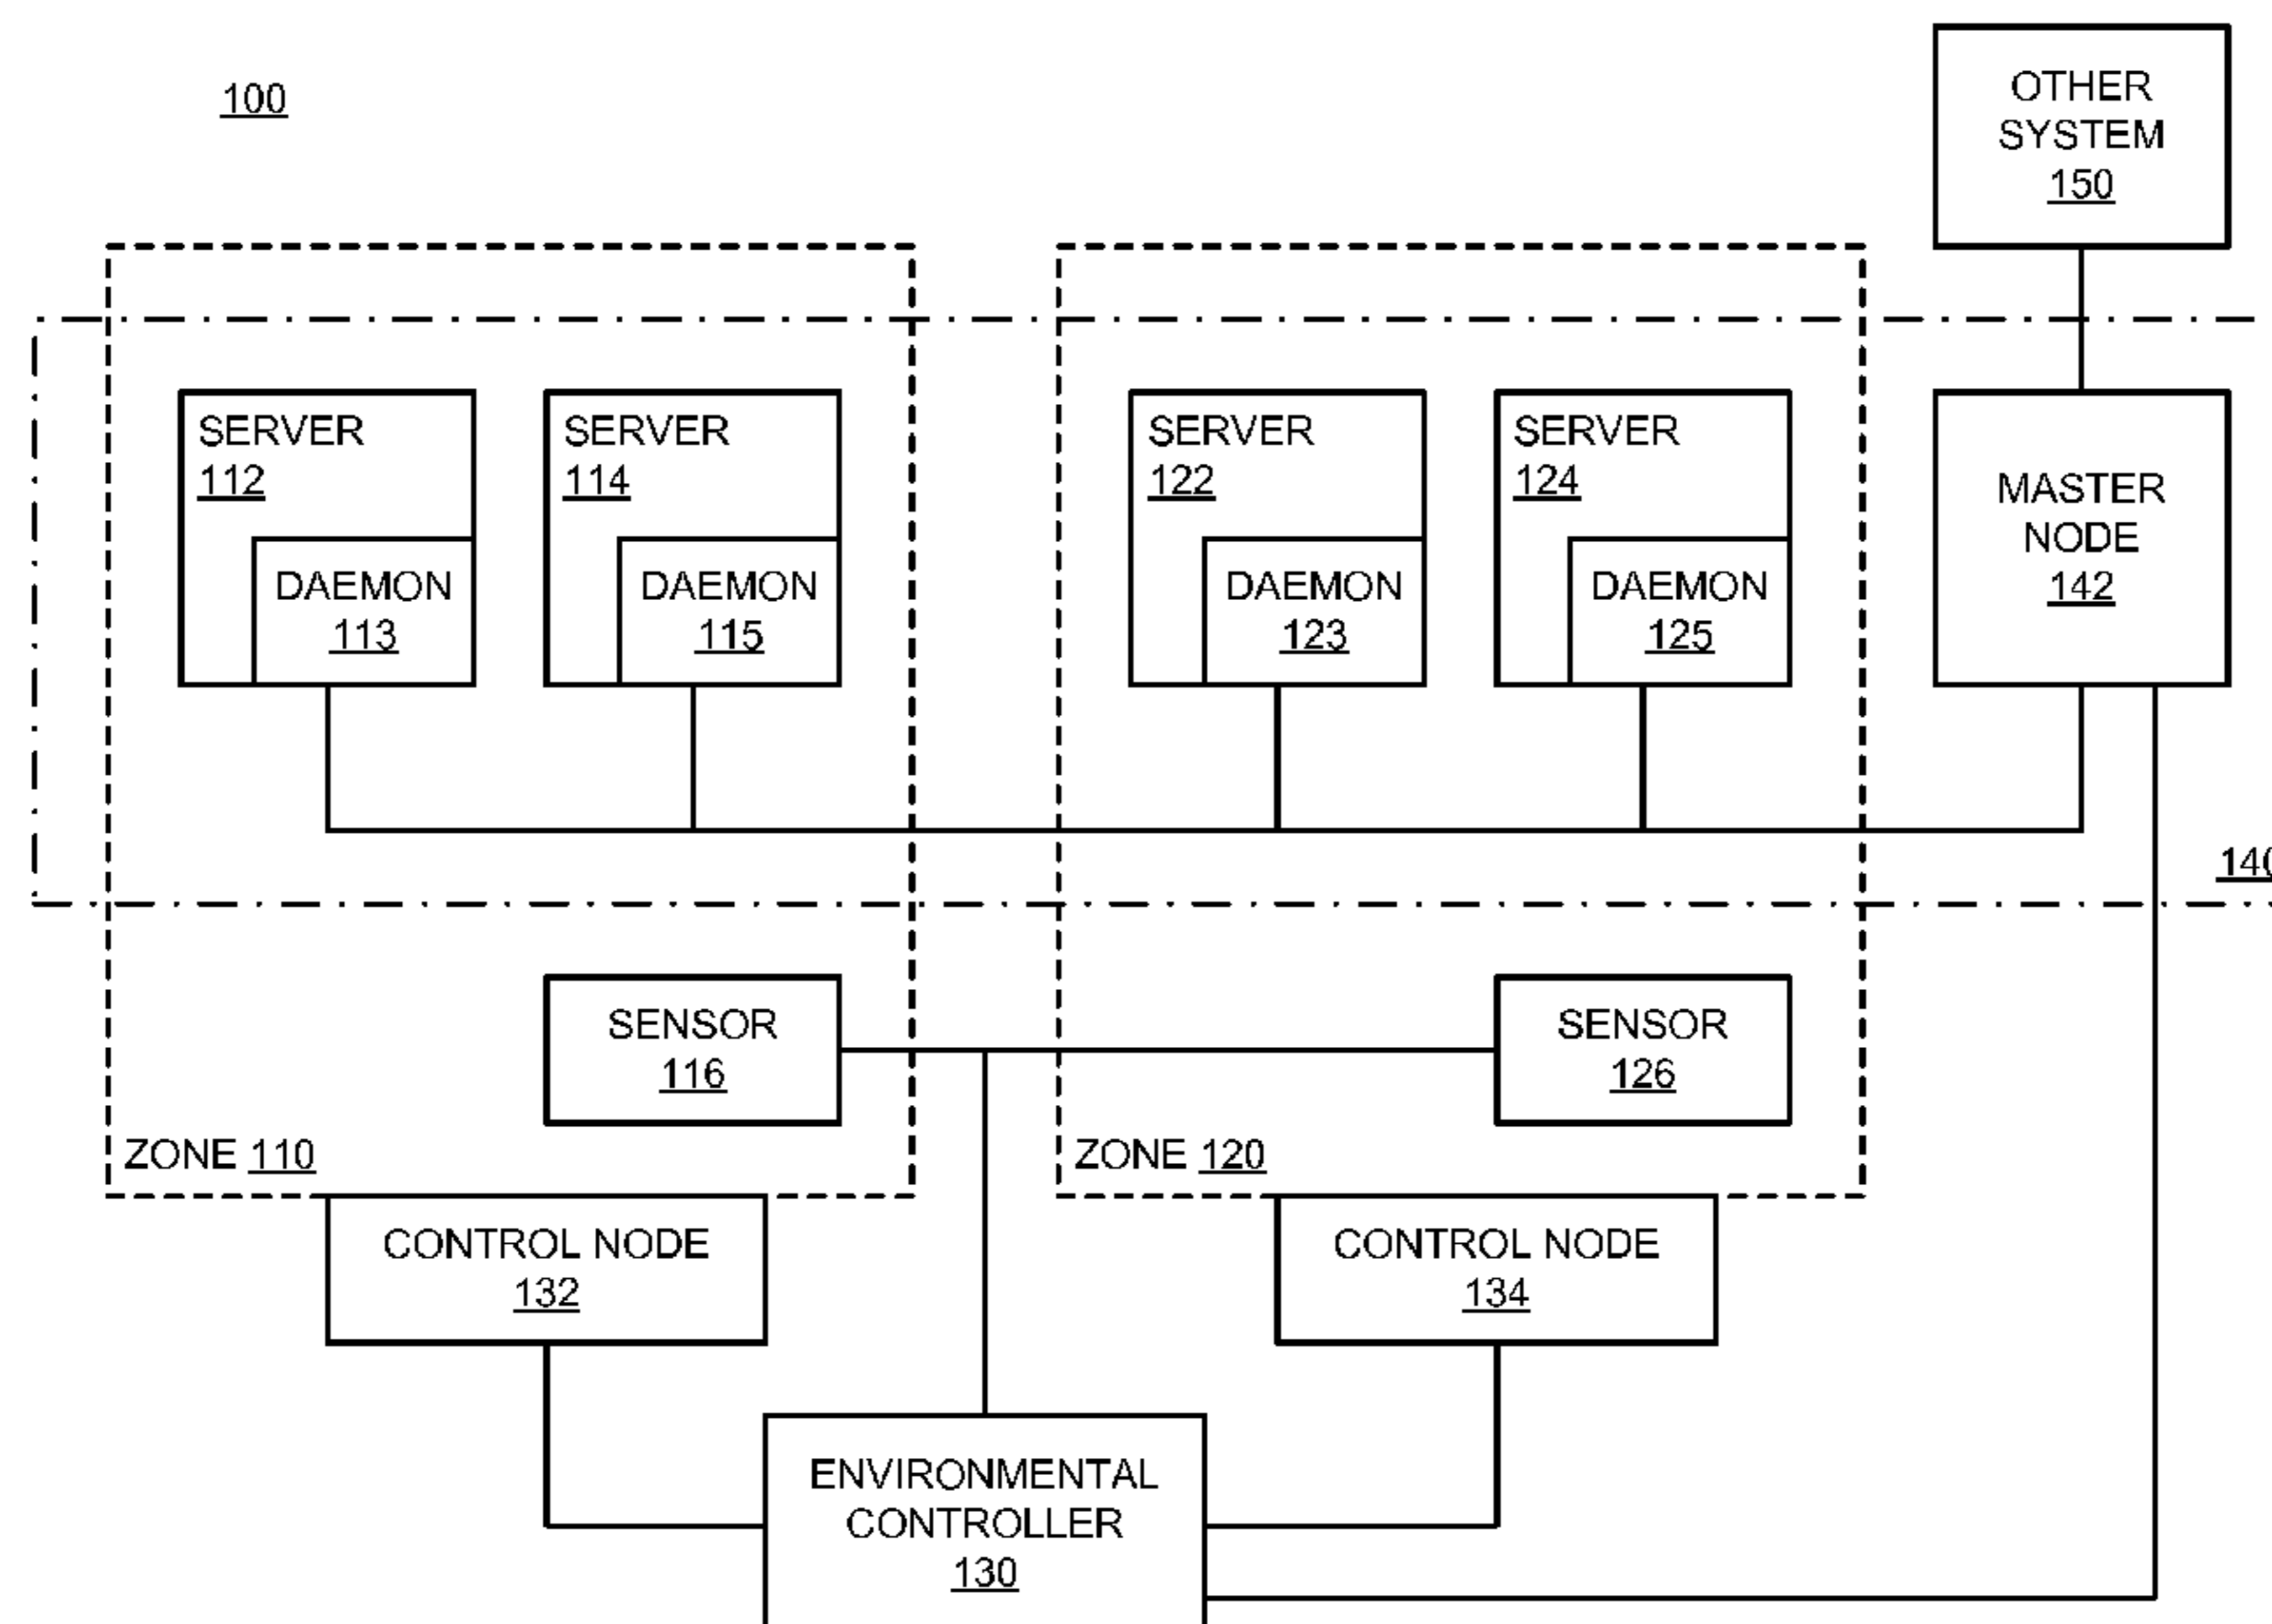 100
OTHER
SYSTEM
150
SERVER
112
DAEMON
113
SERVER
114
DAEMON
115
SERVER
122
DAEMON
123
SERVER
124
DAEMON
125
MASTER
NODE
142
140
SENSOR
116
SENSOR
126
ZONE 110
ZONE 120
CONTROL NODE
132
CONTROL NODE
134
ENVIRONMENTAL
CONTROLLER
130